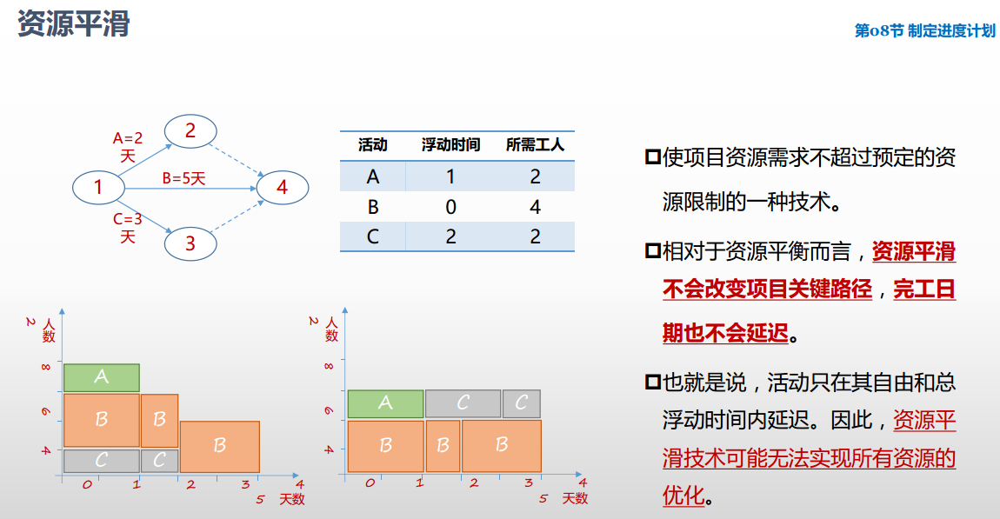 资源平滑
第08节 制定进度计划
A=2
天
2
1
B=5天
4
C=3
天
3
活动 浮动时间 所需工人
A 1 2
B 0 4
C 2 2
□使项目资源需求不超过预定的资
源限制的一种技术。
□相对于资源平衡而言，资源平滑
不会改变项目关键路径，完工日
期也不会延迟。
□也就是说，活动只在其自由和总
浮动时间内延迟。因此，资源平
滑技术可能无法实现所有资源的
优化。
2 人
数
8
6
4
A
B B
B
C C
0 1 2 3 4
5 天数
2 人
数
8
6
4
A C C
B B B
0 1 2 3 4
5 天数